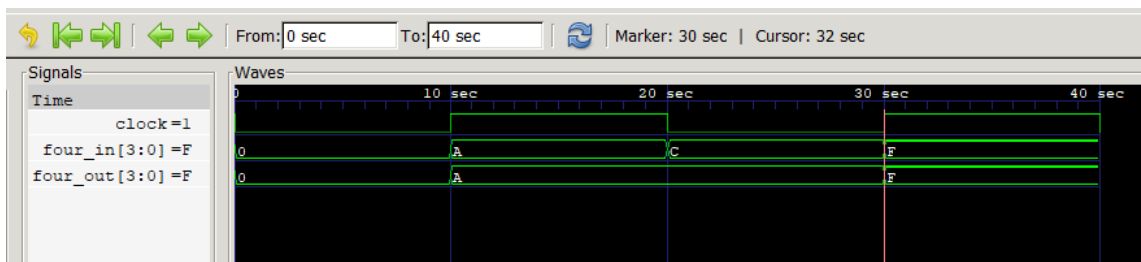 From: 0 sec To: 40 sec Marker: 30 sec | Cursor: 32 sec
Signals Waves
Time 0 10 sec 20 sec 30 sec 40 sec
clock=1
four_in[3:0]=F 0 A C F
four_out[3:0]=F 0 A F